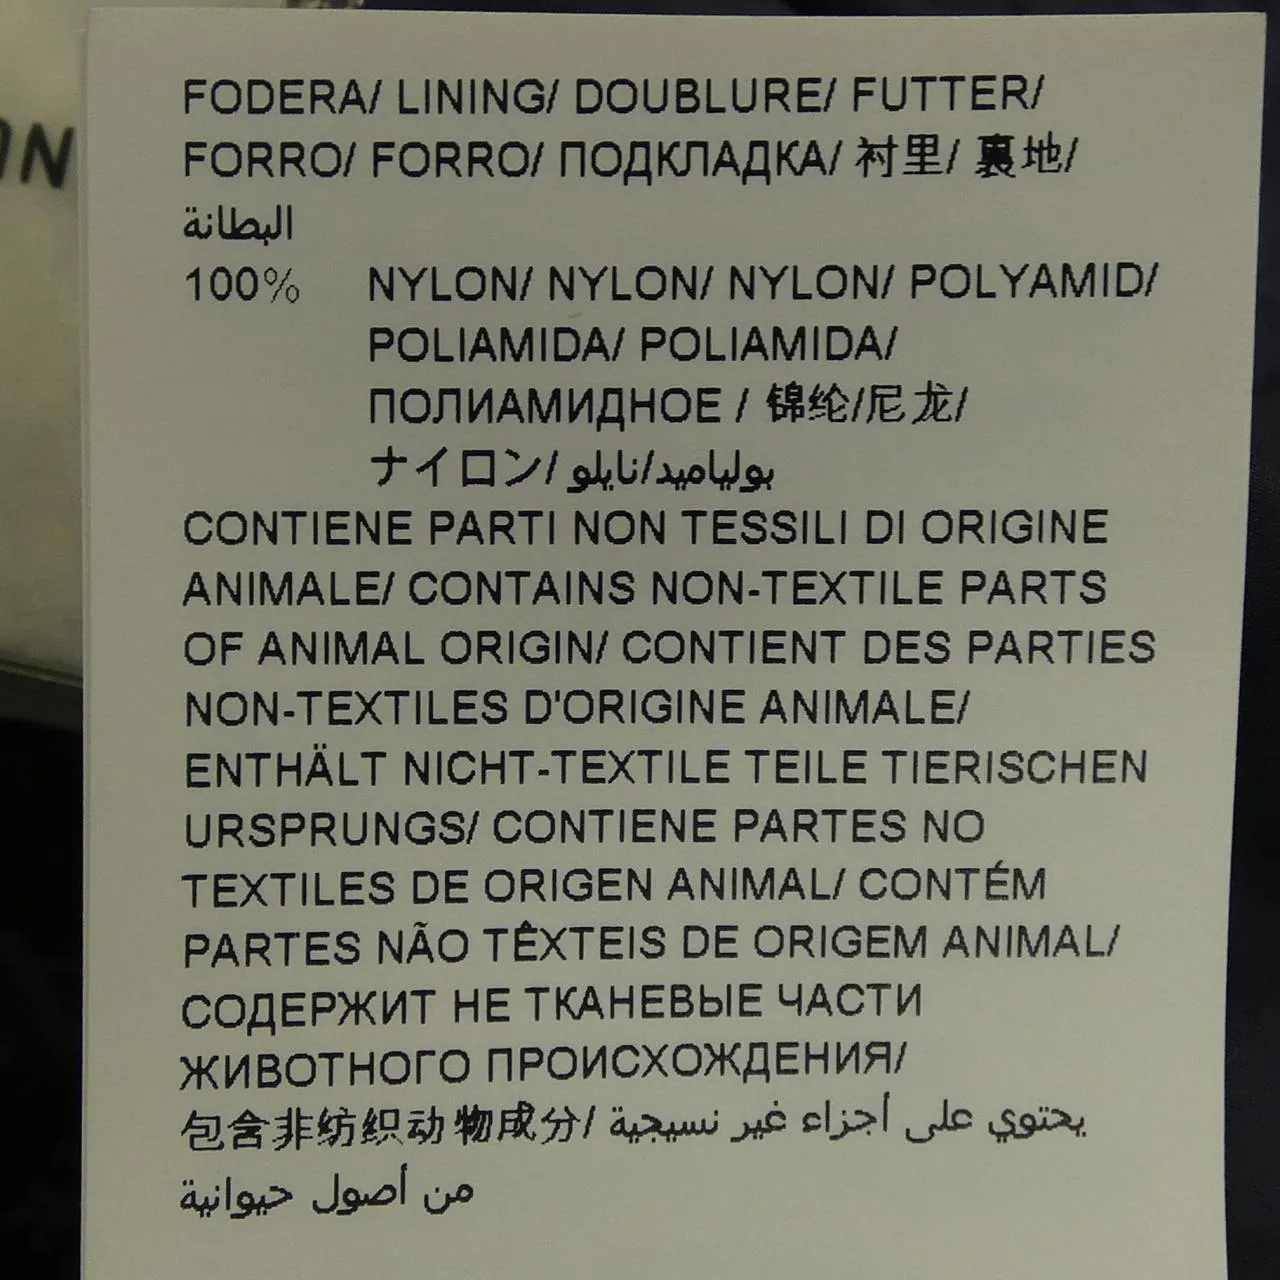 ON
FODERA/ LINING/ DOUBLURE/ FUTTER/
FORRO/ FORRO/ ПОДКЛАДКА/ 衬里/ 裏地/
البطانة
100% NYLON/ NYLON/ NYLON/ POLYAMID/
POLIAMIDA/ POLIAMIDA/
ПОЛИАМИДНОЕ / 锦纶/尼龙/
ナイロン/ بولياميد/نايلو
CONTIENE PARTI NON TESSILI DI ORIGINE
ANIMALE/ CONTAINS NON-TEXTILE PARTS
OF ANIMAL ORIGIN/ CONTIENT DES PARTIES
NON-TEXTILES D'ORIGINE ANIMALE/
ENTHÄLT NICHT-TEXTILE TEILE TIERISCHEN
URSPRUNGS/ CONTIENE PARTES NO
TEXTILES DE ORIGEN ANIMAL/ CONTÉM
PARTES NÃO TÊXTEIS DE ORIGEM ANIMAL/
СОДЕРЖИТ НЕ ТКАНЕВЫЕ ЧАСТИ
ЖИВОТНОГО ПРОИСХОЖДЕНИЯ/
包含非纺织动物成分/ يحتوي على أجزاء غير نسيجية
من أصول حيوانية